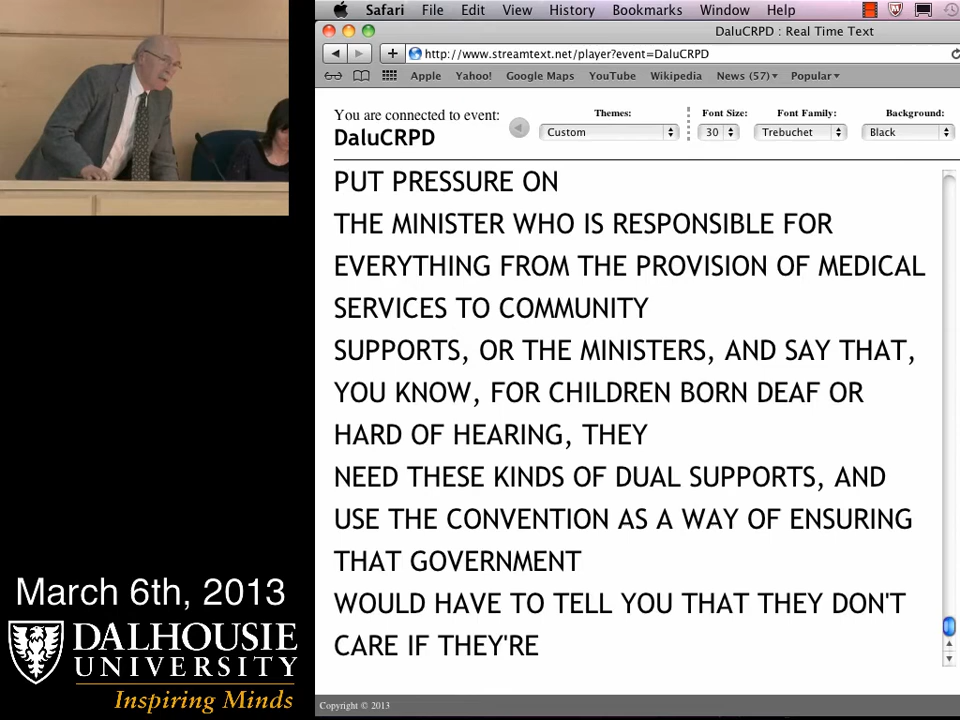 Safari File Edit View History Bookmarks Window Help
DaluCRPD : Real Time Text
http://www.streamtext.net/player?event=DaluCRPD
Apple Yahoo! Google Maps YouTube Wikipedia News (57) Popular
You are connected to event:
DaluCRPD
Themes: Font Size: Font Family: Background:
Custom 30 Trebuchet Black
PUT PRESSURE ON
THE MINISTER WHO IS RESPONSIBLE FOR
EVERYTHING FROM THE PROVISION OF MEDICAL
SERVICES TO COMMUNITY
SUPPORTS, OR THE MINISTERS, AND SAY THAT,
YOU KNOW, FOR CHILDREN BORN DEAF OR
HARD OF HEARING, THEY
NEED THESE KINDS OF DUAL SUPPORTS, AND
USE THE CONVENTION AS A WAY OF ENSURING
THAT GOVERNMENT
WOULD HAVE TO TELL YOU THAT THEY DON'T
CARE IF THEY'RE
Copyright © 2013
March 6th, 2013
DALHOUSIE
UNIVERSITY
Inspiring Minds